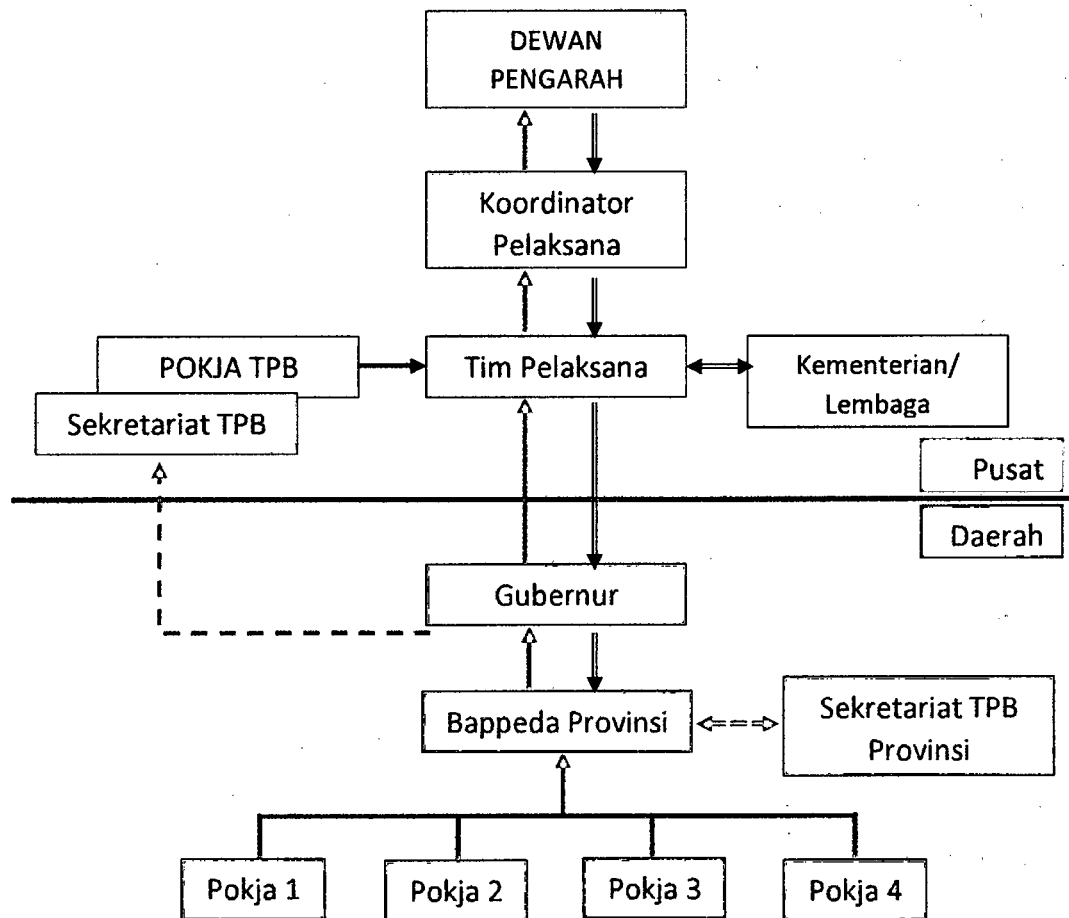 DEWAN
PENGARAH
Koordinator
Pelaksana
POKJA TPB
Tim Pelaksana
Kementerian/
Lembaga
Sekretariat TPB
Pusat
Daerah
Gubernur
Bappeda Provinsi
Sekretariat TPB
Provinsi
Pokja 1
Pokja 2
Pokja 3
Pokja 4